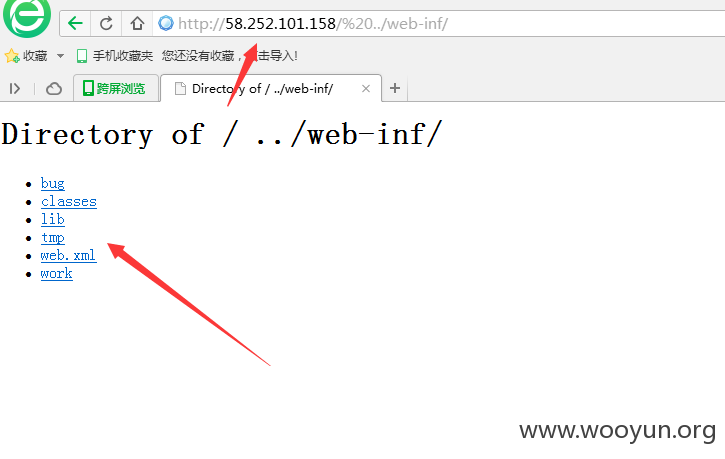 http://58.252.101.158/%20../web-inf/
收藏 手机收藏夹 您还没有收藏，击导入!
跨屏浏览 Directory of / ../web-inf/
Directory of / ../web-inf/
bug
classes
lib
tmp
web.xml
work
www.wooyun.org